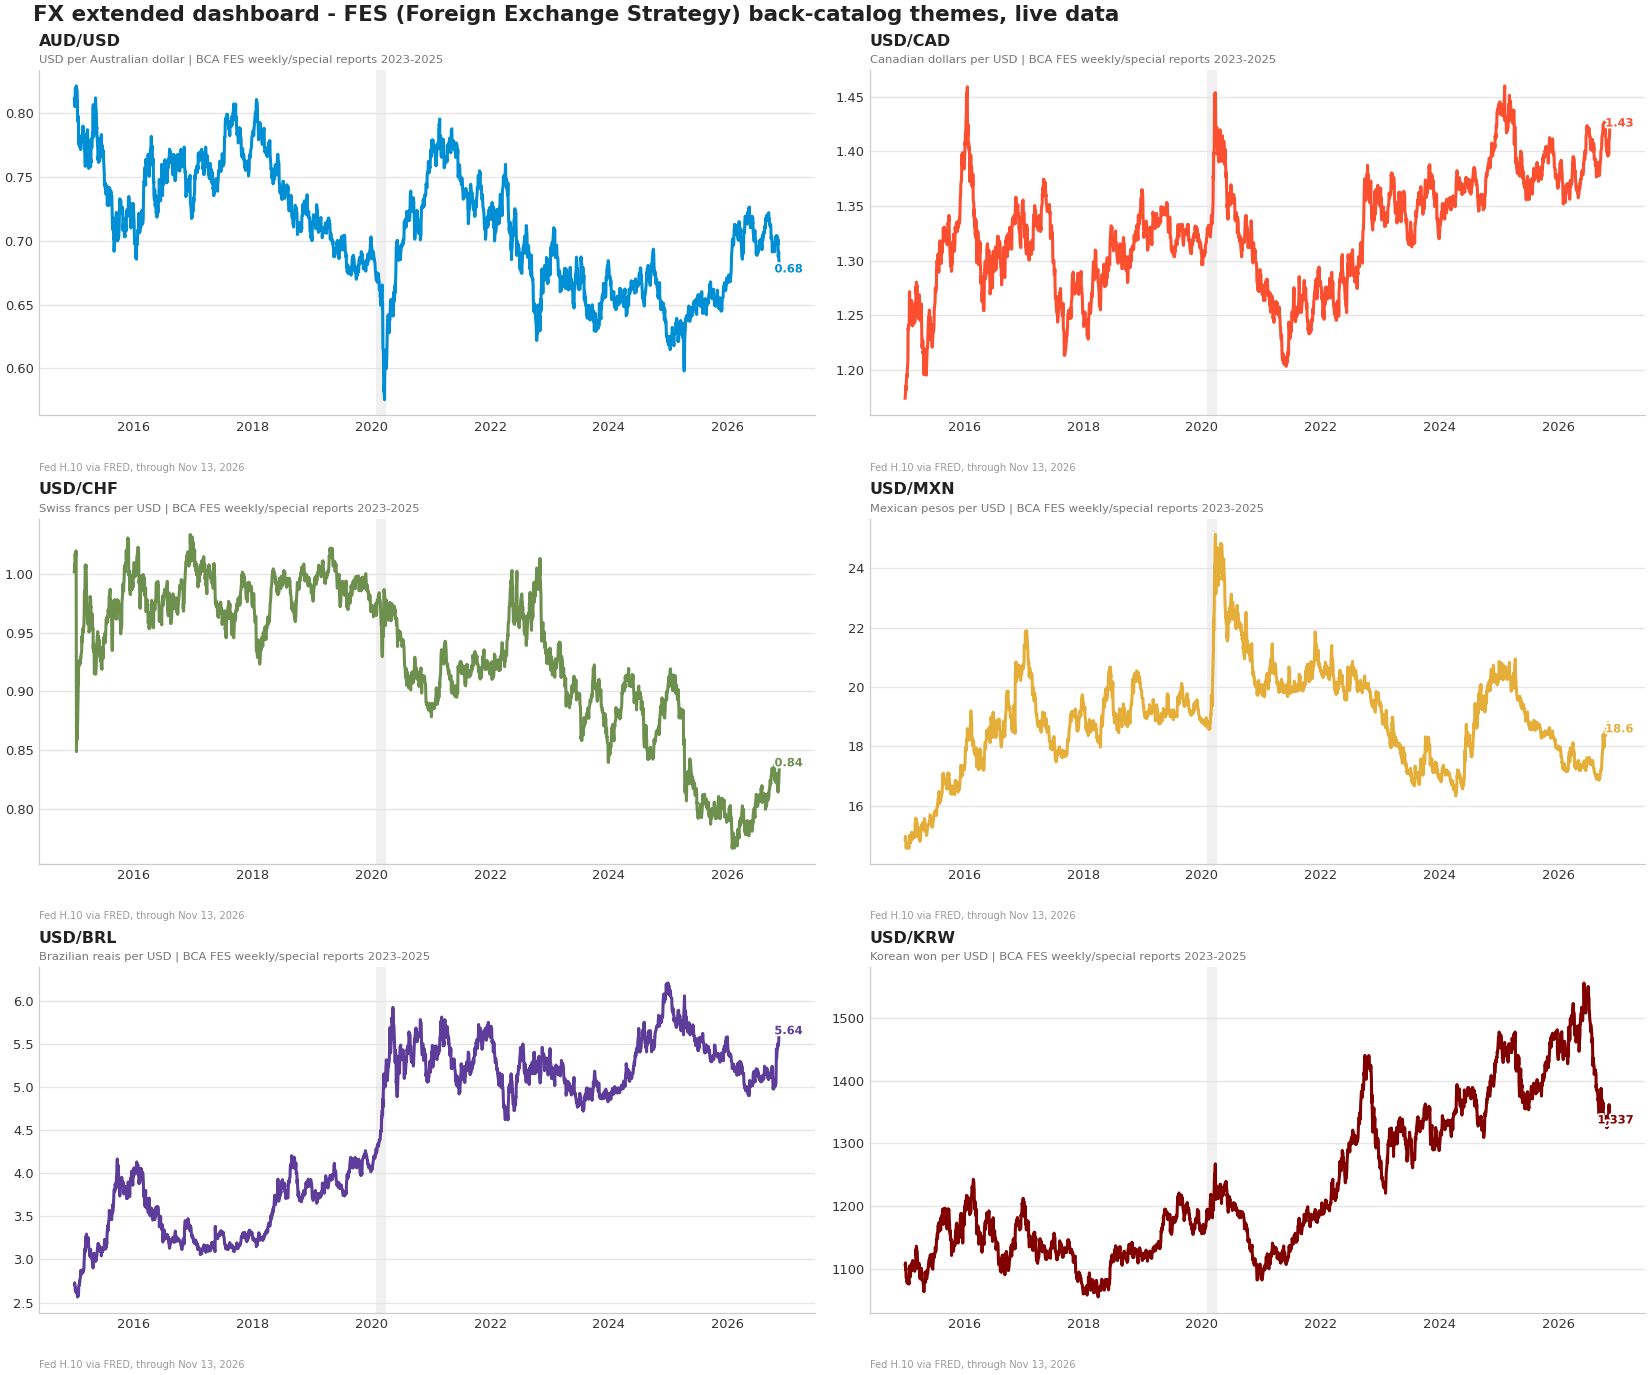 FX extended dashboard - FES (Foreign Exchange Strategy) back-catalog themes, live data
AUD/USD
USD per Australian dollar | BCA FES weekly/special reports 2023-2025
0.80
0.75
0.70
0.65
0.60
0.68
2016 2018 2020 2022 2024 2026
Fed H.10 via FRED, through Nov 13, 2026
USD/CAD
Canadian dollars per USD | BCA FES weekly/special reports 2023-2025
1.45
1.40
1.35
1.30
1.25
1.20
1.43
2016 2018 2020 2022 2024 2026
Fed H.10 via FRED, through Nov 13, 2026
USD/CHF
Swiss francs per USD | BCA FES weekly/special reports 2023-2025
1.00
0.95
0.90
0.85
0.80
0.84
2016 2018 2020 2022 2024 2026
Fed H.10 via FRED, through Nov 13, 2026
USD/MXN
Mexican pesos per USD | BCA FES weekly/special reports 2023-2025
24
22
20
18
16
18.6
2016 2018 2020 2022 2024 2026
Fed H.10 via FRED, through Nov 13, 2026
USD/BRL
Brazilian reais per USD | BCA FES weekly/special reports 2023-2025
6.0
5.5
5.0
4.5
4.0
3.5
3.0
2.5
5.64
2016 2018 2020 2022 2024 2026
Fed H.10 via FRED, through Nov 13, 2026
USD/KRW
Korean won per USD | BCA FES weekly/special reports 2023-2025
1500
1400
1300
1200
1100
1,337
2016 2018 2020 2022 2024 2026
Fed H.10 via FRED, through Nov 13, 2026